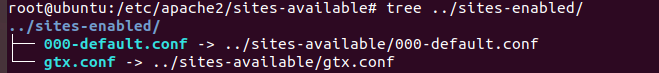 root@ubuntu:/etc/apache2/sites-available# tree ../sites-enabled/
../sites-enabled/
├── 000-default.conf -> ../sites-available/000-default.conf
└── gtx.conf -> ../sites-available/gtx.conf